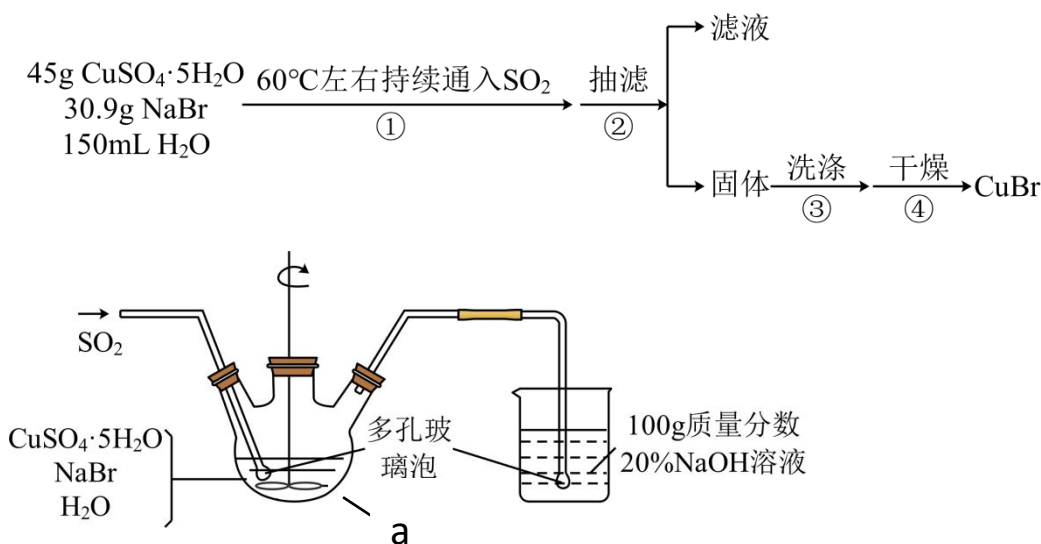 滤液
45g CuSO₄·5H₂O
30.9g NaBr
150mL H₂O
60℃左右持续通入SO₂
①
抽滤
②
固体
洗涤
③
干燥
④
CuBr
SO₂
CuSO₄·5H₂O
NaBr
H₂O
多孔玻
璃泡
100g质量分数
20%NaOH溶液
a